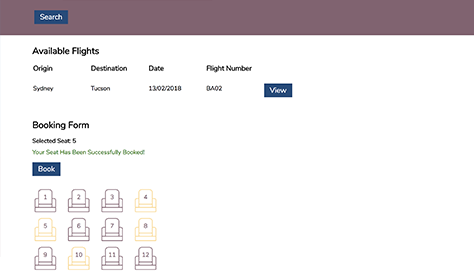 Search
Available Flights
Origin Destination Date Flight Number
Sydney Tucson 13/02/2018 BA02 View
Booking Form
Selected Seat: 5
Your Seat Has Been Successfully Booked!
Book
1 2 3 4
5 6 7 8
9 10 11 12